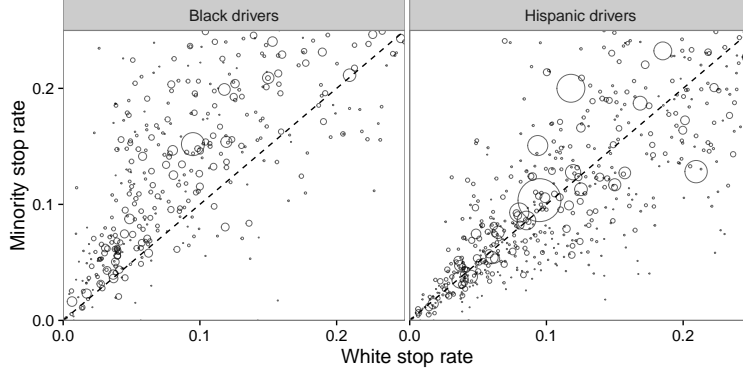 Black drivers
Hispanic drivers
Minority stop rate
0.2
0.1
0.0
0.0 0.1 0.2 0.0 0.1 0.2
White stop rate